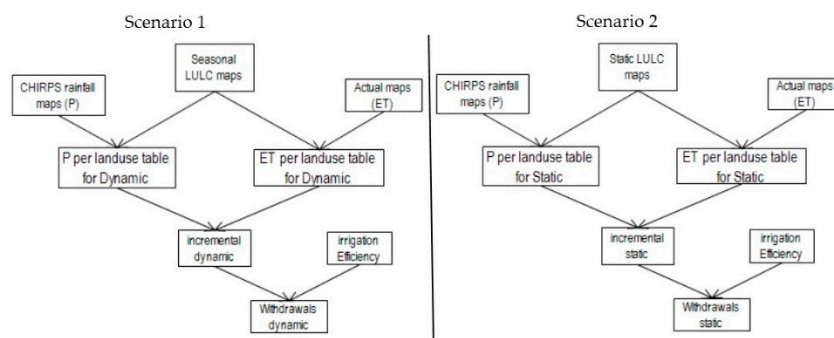 Scenario 1
Seasonal
LULC maps
CHIRPS rainfall
maps (P)
Actual maps
(ET)
P per landuse table
for Dynamic
ET per landuse table
for Dynamic
incremental
dynamic
irrigation
Efficiency
Withdrawals
dynamic
Scenario 2
Static LULC
maps
CHIRPS rainfall
maps (P)
Actual maps
(ET)
P per landuse table
for Static
ET per landuse table
for Static
incremental
static
irrigation
Efficiency
Withdrawals
static